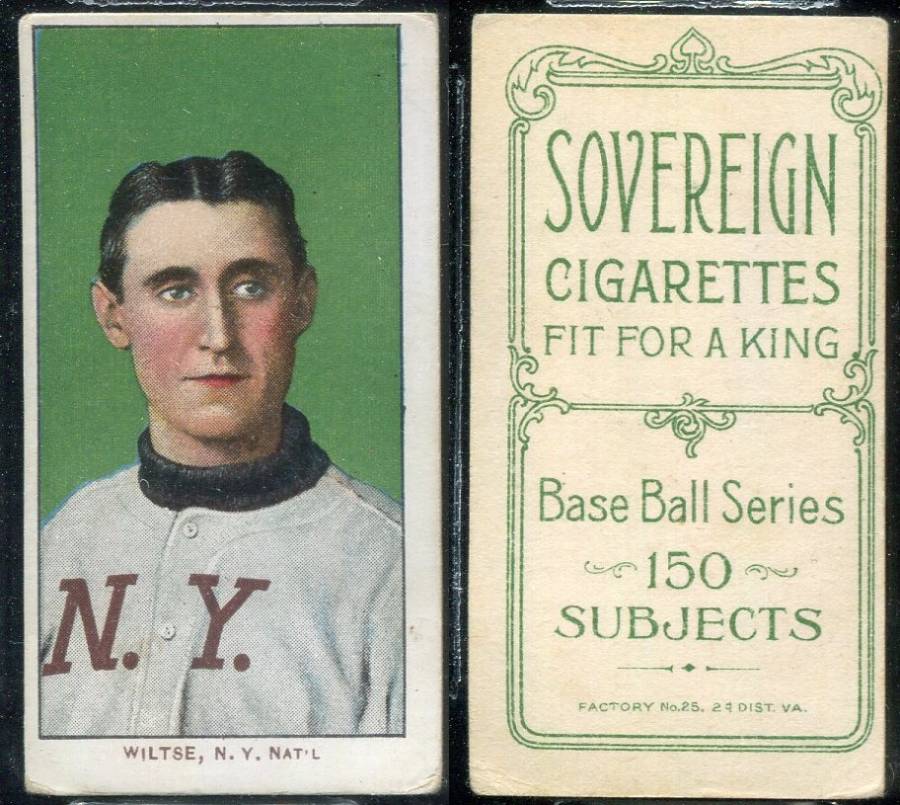 N. Y.
WILTSE, N. Y. NAT'L
SOVEREIGN
CIGARETTES
FIT FOR A KING
Base Ball Series
150
SUBJECTS
FACTORY No. 25, 2d DIST. VA.